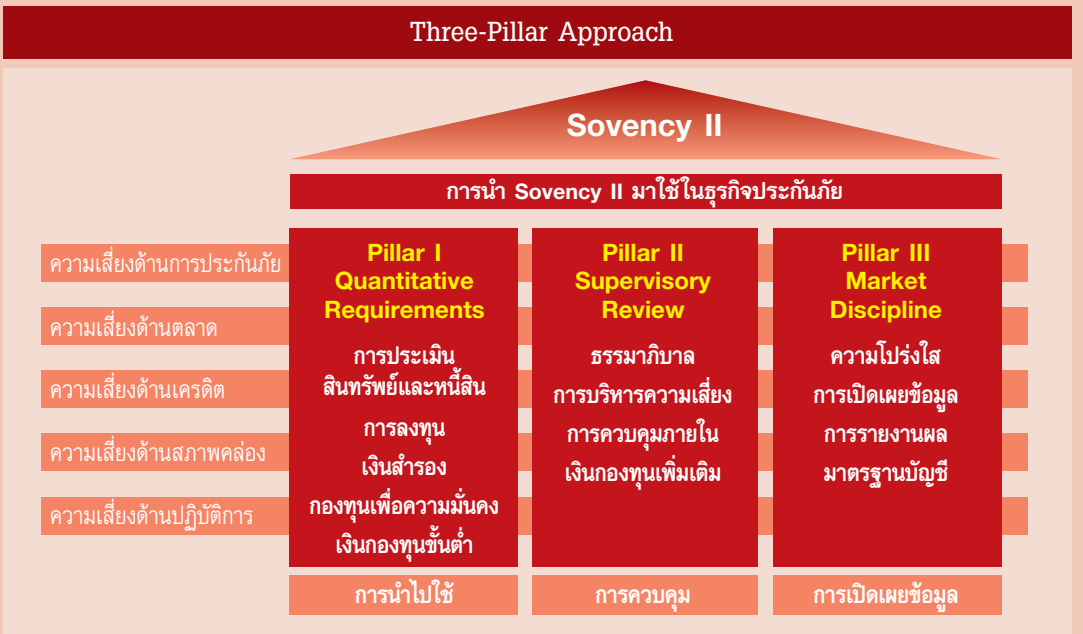 Three-Pillar Approach
Sovency II
การนำ Sovency II มาใช้ในธุรกิจประกันภัย
ความเสี่ยงด้านการประกันภัย
ความเสี่ยงด้านตลาด
ความเสี่ยงด้านเครดิต
ความเสี่ยงด้านสภาพคล่อง
ความเสี่ยงด้านปฏิบัติการ
Pillar I
Quantitative
Requirements
การประเมิน
สินทรัพย์และหนี้สิน
การลงทุน
เงินสำรอง
กองทุนเพื่อความมั่นคง
เงินกองทุนขั้นต่ำ
การนำไปใช้
Pillar II
Supervisory
Review
ธรรมาภิบาล
การบริหารความเสี่ยง
การควบคุมภายใน
เงินกองทุนเพิ่มเติม
การควบคุม
Pillar III
Market
Discipline
ความโปร่งใส
การเปิดเผยข้อมูล
การรายงานผล
มาตรฐานบัญชี
การเปิดเผยข้อมูล